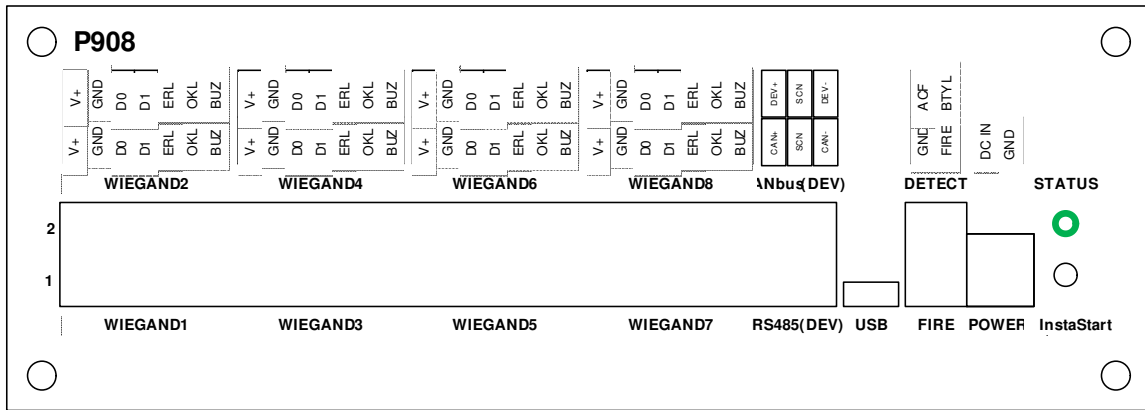 P908
V+ GND D0 D1 ERL OKL BUZ V+ GND D0 D1 ERL OKL BUZ V+ GND D0 D1 ERL OKL BUZ V+ GND D0 D1 ERL OKL BUZ DEV+ SCN DEV- ACF BTYL
V+ GND D0 D1 ERL OKL BUZ V+ GND D0 D1 ERL OKL BUZ V+ GND D0 D1 ERL OKL BUZ V+ GND D0 D1 ERL OKL BUZ CAN+ SCN CAN- GND FIRE DC IN GND
WIEGAND2 WIEGAND4 WIEGAND6 WIEGAND8 ANbus(DEV) DETECT STATUS
2
1
WIEGAND1 WIEGAND3 WIEGAND5 WIEGAND7 RS485(DEV) USB FIRE POWER InstaStart